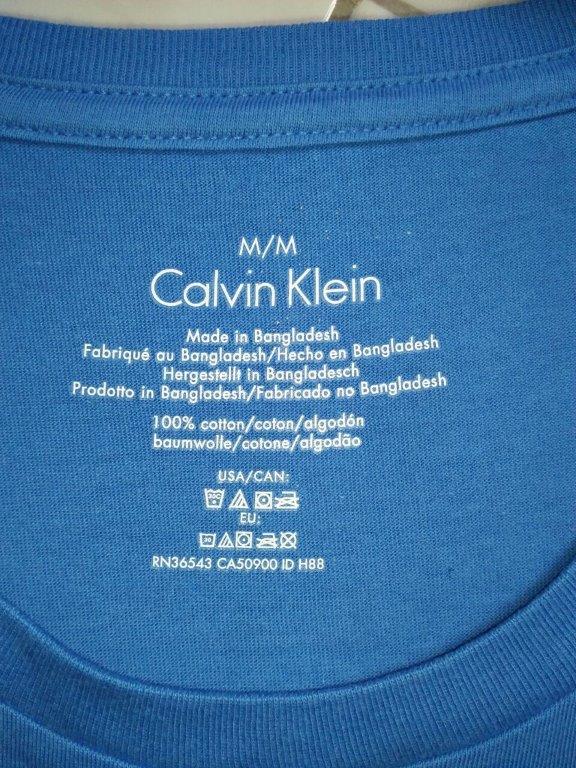 M/M
Calvin Klein
Made in Bangladesh
Fabriqué au Bangladesh/Hecho en Bangladesh
Hergestellt in Bangladesch
Prodotto in Bangladesh/Fabricado no Bangladesh
100% cotton/coton/algodón
baumwolle/cotone/algodão
USA/CAN:
EU:
RN36543 CA50900 ID H88